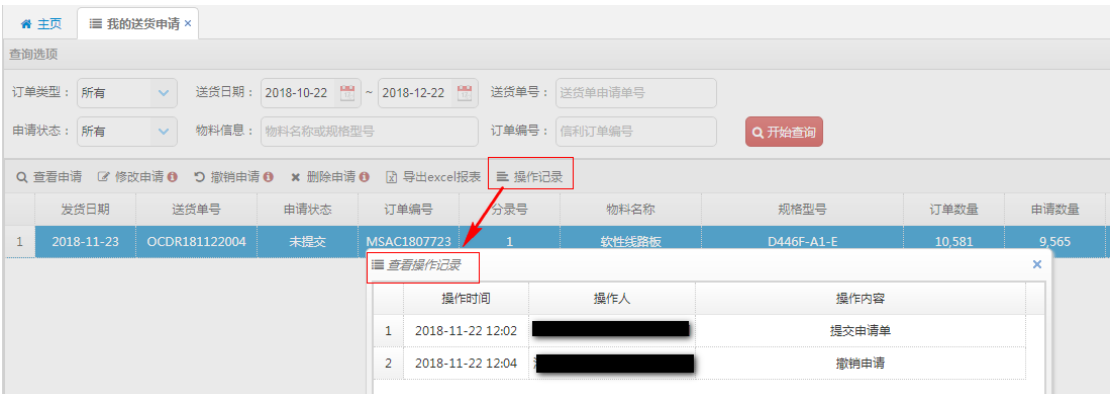 主页 我的送货申请 ×
查询选项
订单类型： 所有 送货日期： 2018-10-22 ~ 2018-12-22 送货单号： 送货单申请单号
申请状态： 所有 物料信息： 物料名称或规格型号 订单编号： 信利订单编号 开始查询
查看申请 修改申请 撤销申请 删除申请 导出excel报表 操作记录
发货日期 送货单号 申请状态 订单编号 分录号 物料名称 规格型号 订单数量 申请数量
1 2018-11-23 OCDR181122004 未提交 MSAC1807723 1 软性线路板 D446F-A1-E 10,581 9,565
查看操作记录 ×
操作时间 操作人 操作内容
1 2018-11-22 12:02 提交申请单
2 2018-11-22 12:04 撤销申请